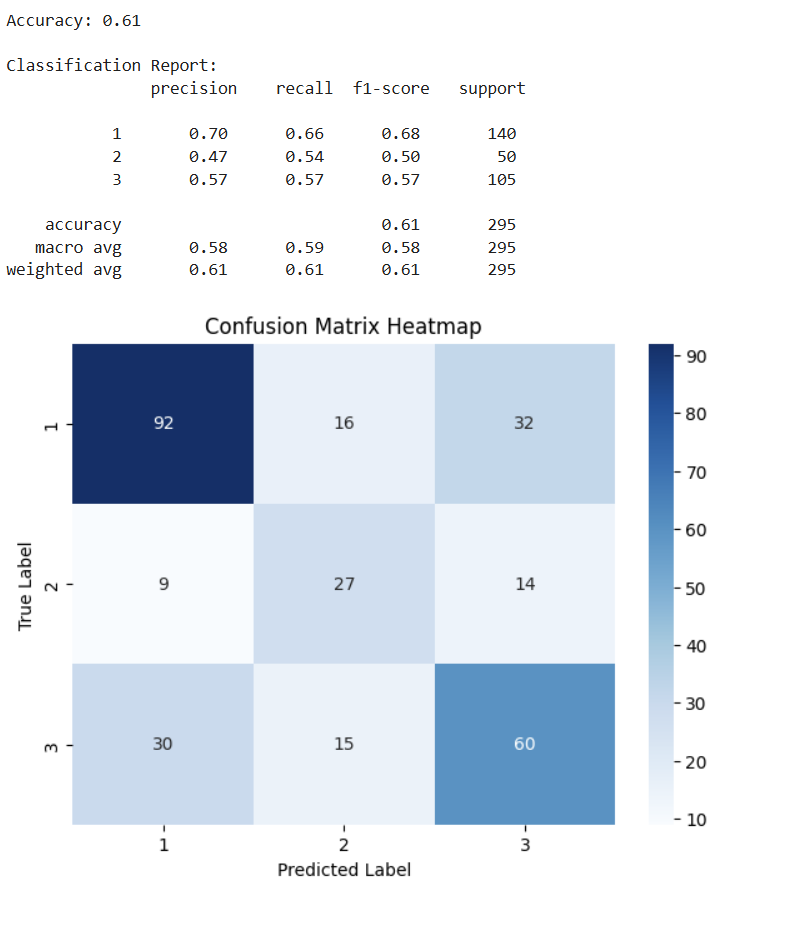 Accuracy: 0.61
Classification Report:
precision recall f1-score support
1 0.70 0.66 0.68 140
2 0.47 0.54 0.50 50
3 0.57 0.57 0.57 105
accuracy 0.61 295
macro avg 0.58 0.59 0.58 295
weighted avg 0.61 0.61 0.61 295
Confusion Matrix Heatmap
92 16 32
9 27 14
30 15 60
1
2
3
True Label
1 2 3
Predicted Label
90
80
70
60
50
40
30
20
10